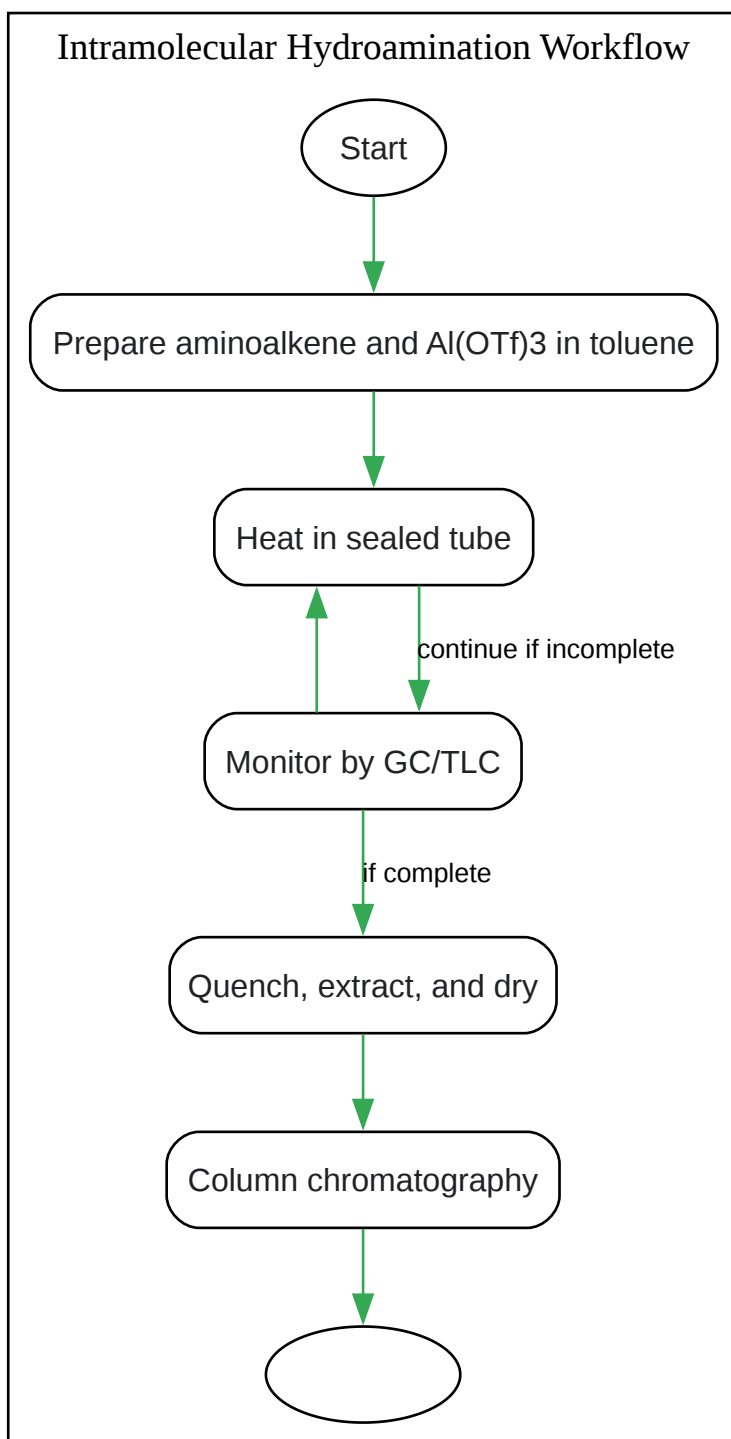 Intramolecular Hydroamination Workflow
Start
Prepare aminoalkene and Al(OTf)3 in toluene
Heat in sealed tube
continue if incomplete
Monitor by GC/TLC
if complete
Quench, extract, and dry
Column chromatography